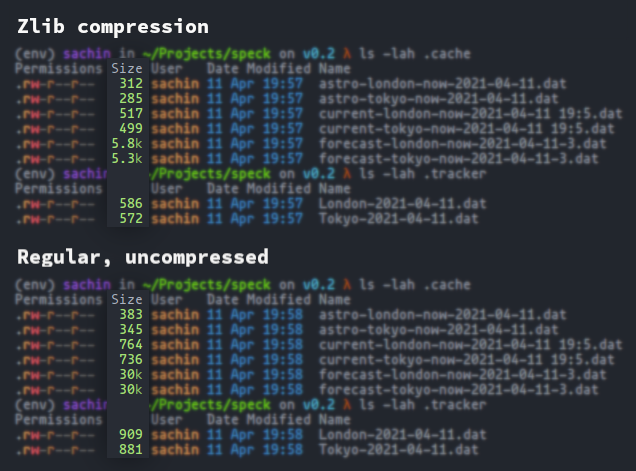 Zlib compression
(env) sachin in ~/Projects/speck on v0.2 λ ls -lah .cache
Permissions Size User Date Modified Name
.rw-r--r-- 312 sachin 11 Apr 19:57 astro-london-now-2021-04-11.dat
.rw-r--r-- 285 sachin 11 Apr 19:57 astro-tokyo-now-2021-04-11.dat
.rw-r--r-- 517 sachin 11 Apr 19:57 current-london-now-2021-04-11 19:5.dat
.rw-r--r-- 499 sachin 11 Apr 19:57 current-tokyo-now-2021-04-11 19:5.dat
.rw-r--r-- 5.8k sachin 11 Apr 19:57 forecast-london-now-2021-04-11-3.dat
.rw-r--r-- 5.3k sachin 11 Apr 19:57 forecast-tokyo-now-2021-04-11-3.dat
(env) sachin in ~/Projects/speck on v0.2 λ ls -lah .tracker
Permissions Size User Date Modified Name
.rw-r--r-- 586 sachin 11 Apr 19:57 London-2021-04-11.dat
.rw-r--r-- 572 sachin 11 Apr 19:57 Tokyo-2021-04-11.dat
Regular, uncompressed
(env) sachin in ~/Projects/speck on v0.2 λ ls -lah .cache
Permissions Size User Date Modified Name
.rw-r--r-- 383 sachin 11 Apr 19:58 astro-london-now-2021-04-11.dat
.rw-r--r-- 345 sachin 11 Apr 19:58 astro-tokyo-now-2021-04-11.dat
.rw-r--r-- 764 sachin 11 Apr 19:58 current-london-now-2021-04-11 19:5.dat
.rw-r--r-- 736 sachin 11 Apr 19:58 current-tokyo-now-2021-04-11 19:5.dat
.rw-r--r-- 30k sachin 11 Apr 19:58 forecast-london-now-2021-04-11-3.dat
.rw-r--r-- 30k sachin 11 Apr 19:58 forecast-tokyo-now-2021-04-11-3.dat
(env) sachin in ~/Projects/speck on v0.2 λ ls -lah .tracker
Permissions Size User Date Modified Name
.rw-r--r-- 909 sachin 11 Apr 19:58 London-2021-04-11.dat
.rw-r--r-- 881 sachin 11 Apr 19:58 Tokyo-2021-04-11.dat